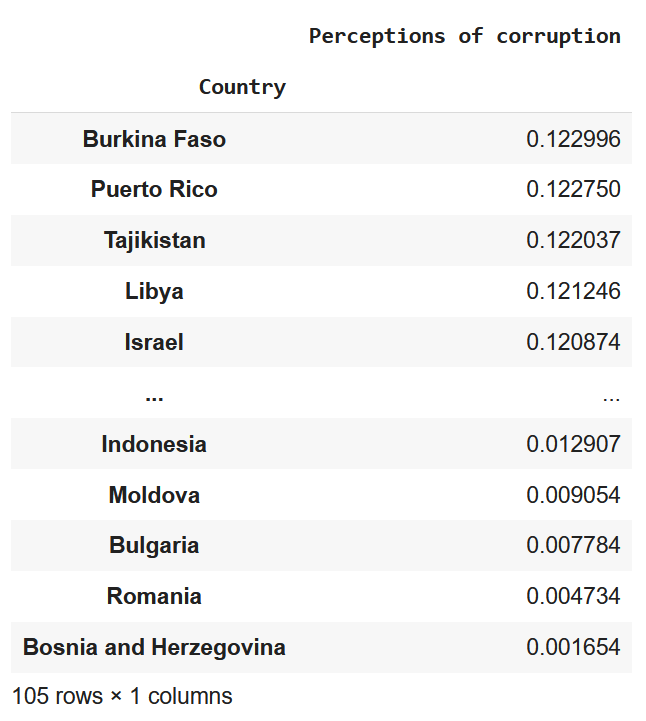 Perceptions of corruption
Country
Burkina Faso 0.122996
Puerto Rico 0.122750
Tajikistan 0.122037
Libya 0.121246
Israel 0.120874
... ...
Indonesia 0.012907
Moldova 0.009054
Bulgaria 0.007784
Romania 0.004734
Bosnia and Herzegovina 0.001654
105 rows × 1 columns